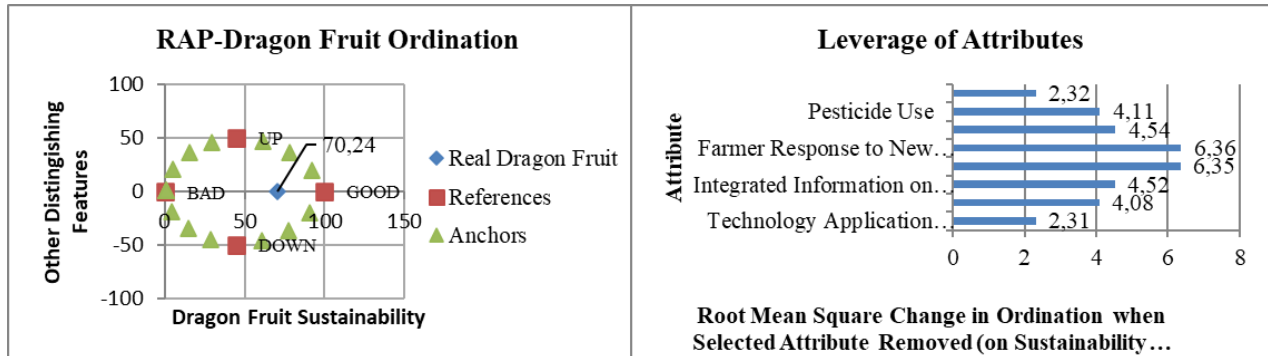 RAP-Dragon Fruit Ordination
Other Distingishing
Features
100
50
0
-50
-100
UP
70,24
BAD
GOOD
DOWN
0
50
100
150
Real Dragon Fruit
References
Anchors
Dragon Fruit Sustainability
Leverage of Attributes
Attribute
2,32
Pesticide Use
4,11
4,54
Farmer Response to New…
6,36
6,35
Integrated Information on…
4,52
4,08
Technology Application…
2,31
0
2
4
6
8
Root Mean Square Change in Ordination when
Selected Attribute Removed (on Sustainability…